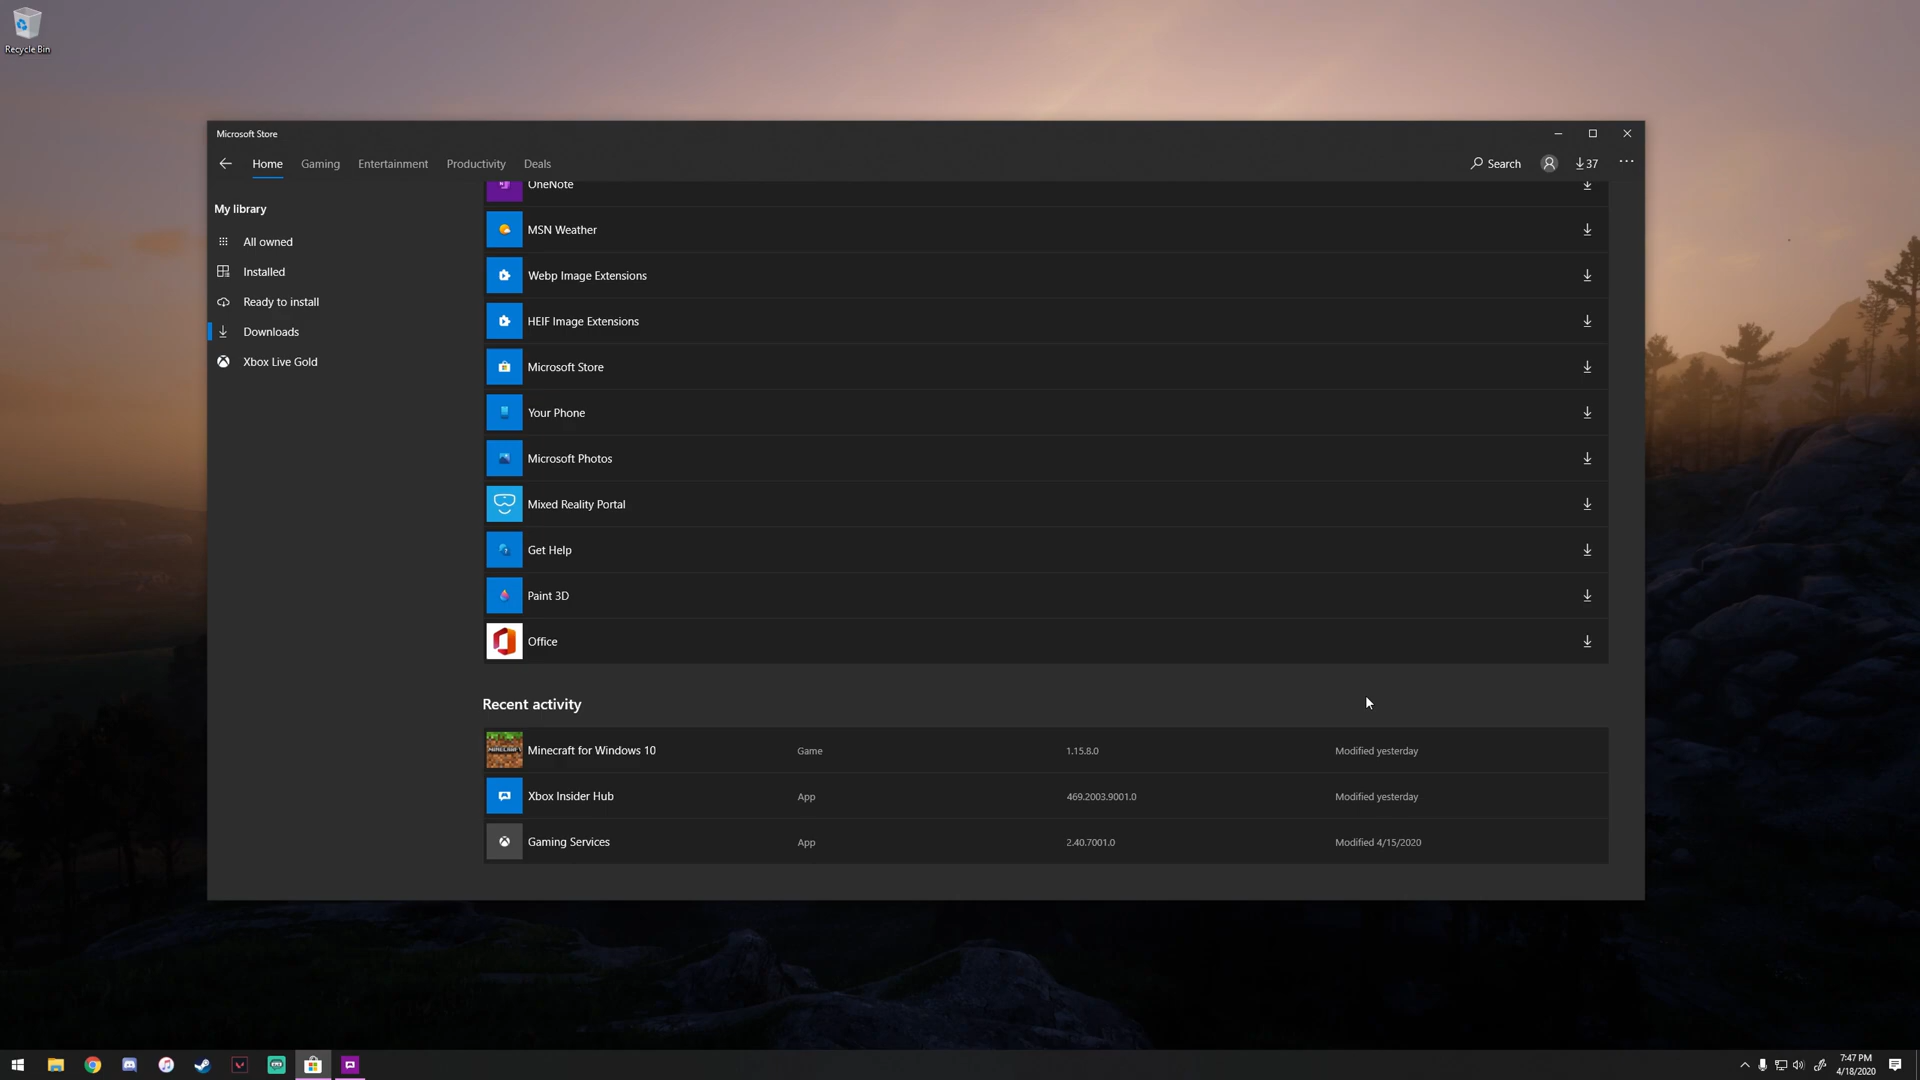 Recycle Bin
Microsoft Store
Home Gaming Entertainment Productivity Deals Search 37
My library
All owned
Installed
Ready to install
Downloads
Xbox Live Gold
OneNote
MSN Weather
Webp Image Extensions
HEIF Image Extensions
Microsoft Store
Your Phone
Microsoft Photos
Mixed Reality Portal
Get Help
Paint 3D
Office
Recent activity
Minecraft for Windows 10 Game 1.15.8.0 Modified yesterday
Xbox Insider Hub App 469.2003.9001.0 Modified yesterday
Gaming Services App 2.40.7001.0 Modified 4/15/2020
7:47 PM
4/18/2020